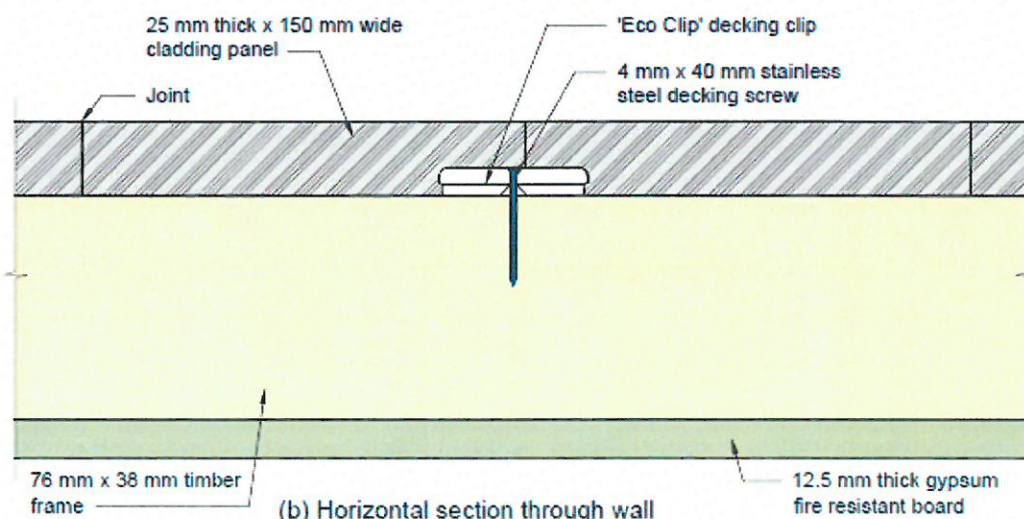 25 mm thick x 150 mm wide
cladding panel
Joint
'Eco Clip' decking clip
4 mm x 40 mm stainless
steel decking screw
76 mm x 38 mm timber
frame
(b) Horizontal section through wall
12.5 mm thick gypsum
fire resistant board